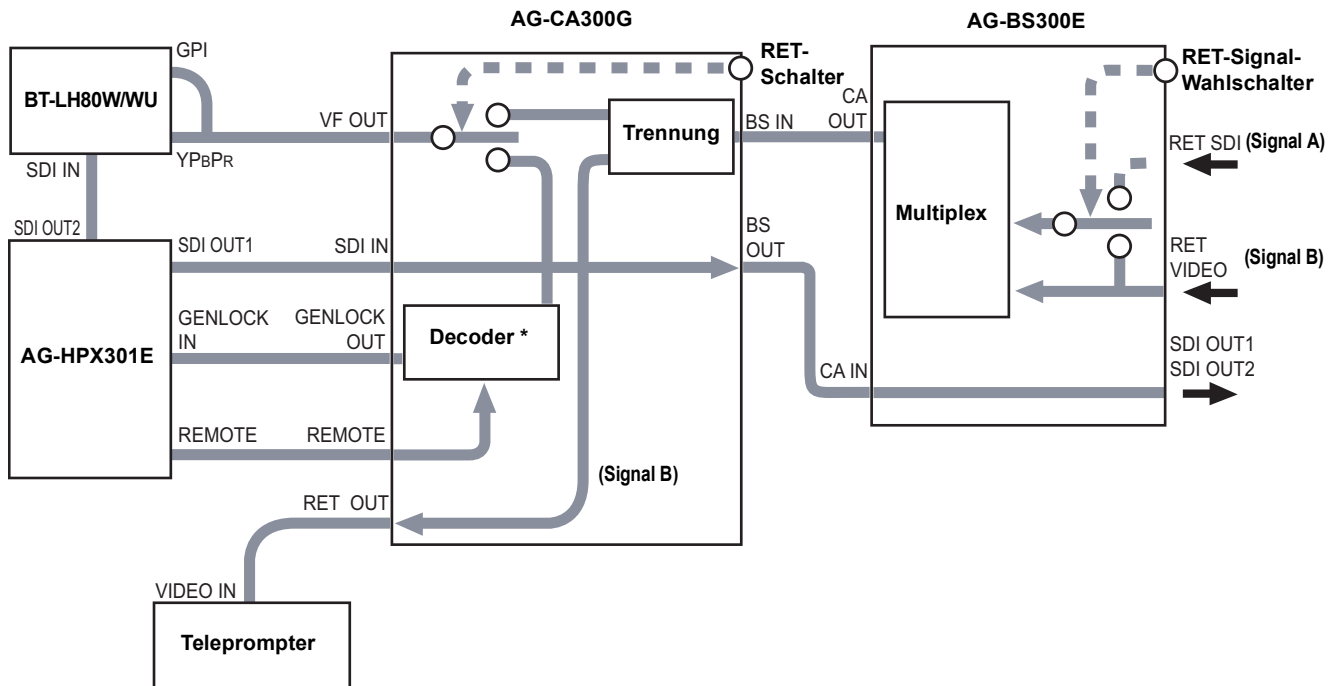 AG-CA300G
AG-BS300E
GPI
RET-
Schalter
RET-Signal-
Wahlschalter
BT-LH80W/WU
VF OUT
YPBPR
Trennung
BS IN
CA
OUT
RET SDI (Signal A)
SDI IN
Multiplex
SDI OUT2
SDI OUT1
SDI IN
BS
OUT
RET
VIDEO
(Signal B)
GENLOCK
IN
GENLOCK
OUT
Decoder *
AG-HPX301E
SDI OUT1
SDI OUT2
CA IN
REMOTE
REMOTE
(Signal B)
RET OUT
VIDEO IN
Teleprompter